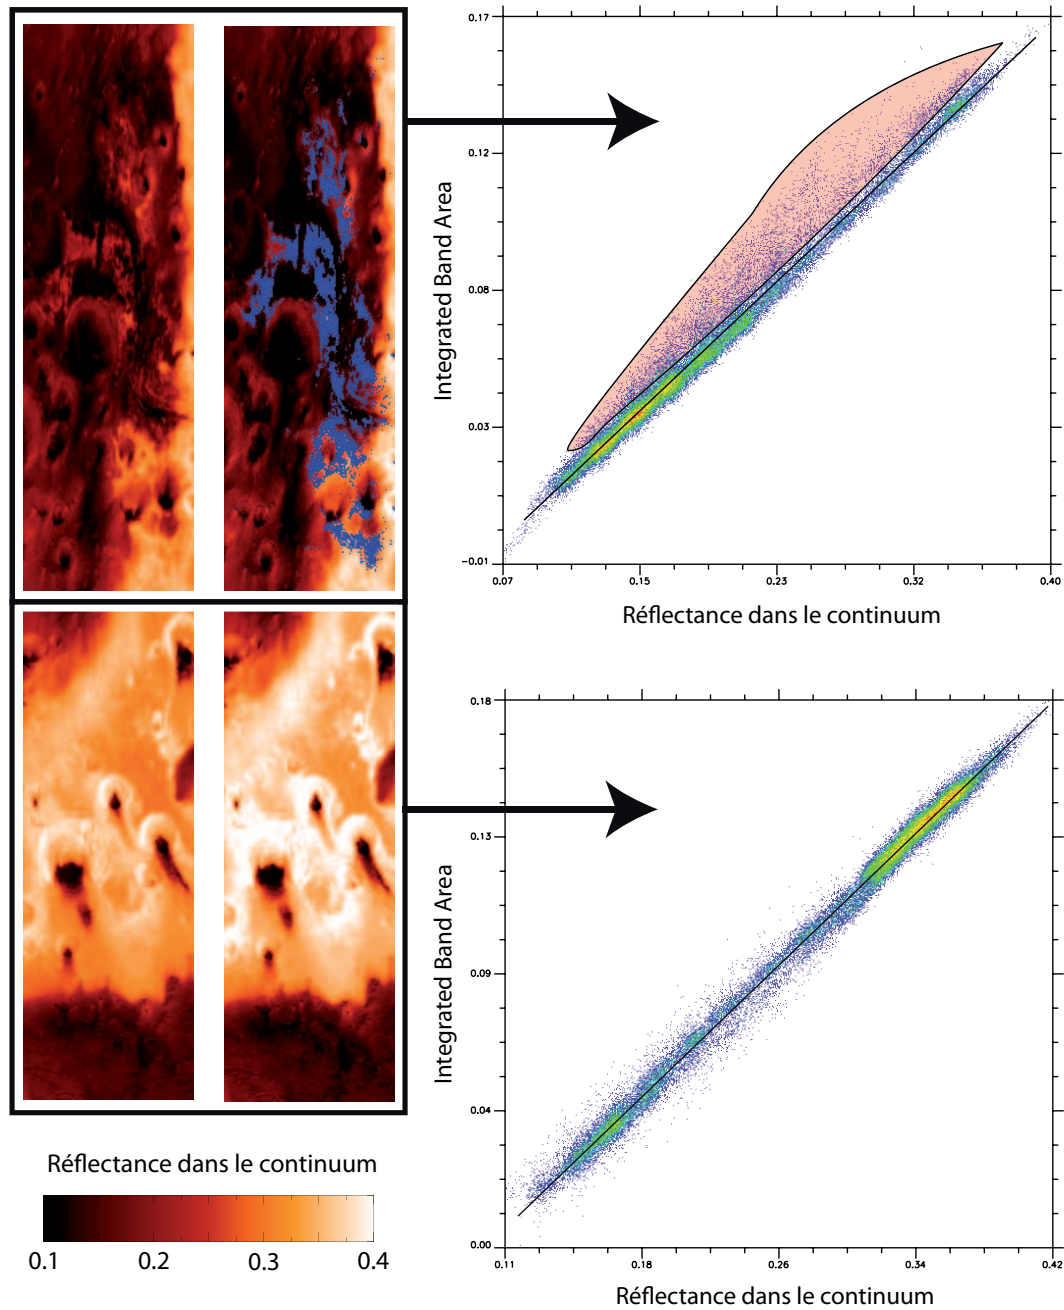 0.17
0.12
0.08
0.03
−0.01
Integrated Band Area
0.07 0.15 0.23 0.32 0.40
Réflectance dans le continuum
0.18
0.13
0.09
0.04
0.00
Integrated Band Area
0.11 0.18 0.26 0.34 0.42
Réflectance dans le continuum
Réflectance dans le continuum
0.1 0.2 0.3 0.4